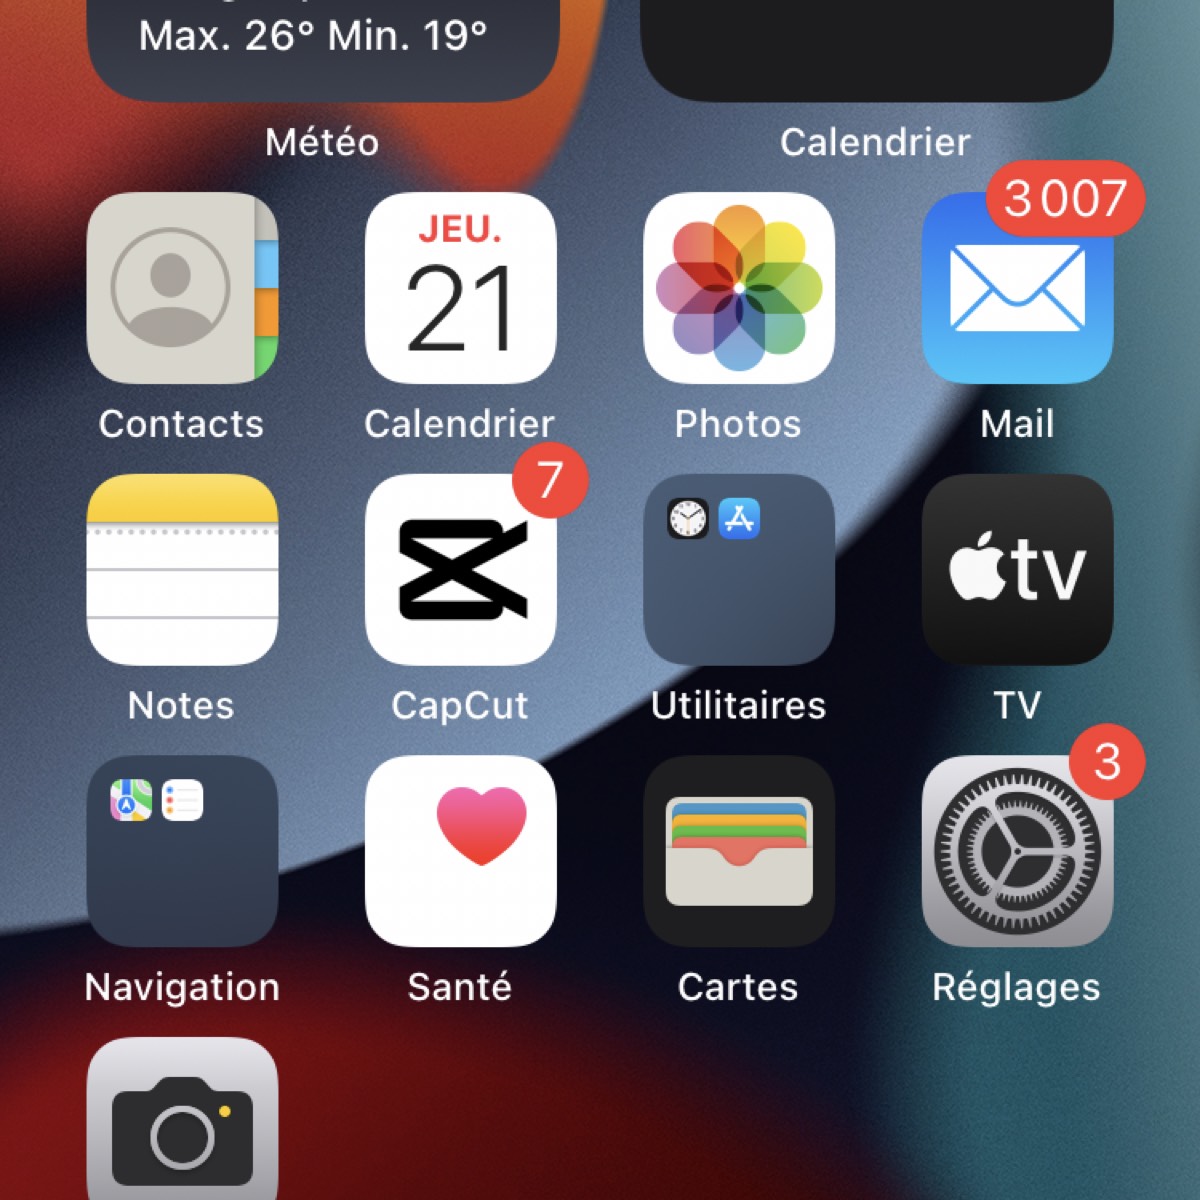 Max. 26° Min. 19°
Météo
Calendrier
3 007
JEU.
21
Contacts
Calendrier
Photos
Mail
7
tv
Notes
CapCut
Utilitaires
TV
3
Navigation
Santé
Cartes
Réglages